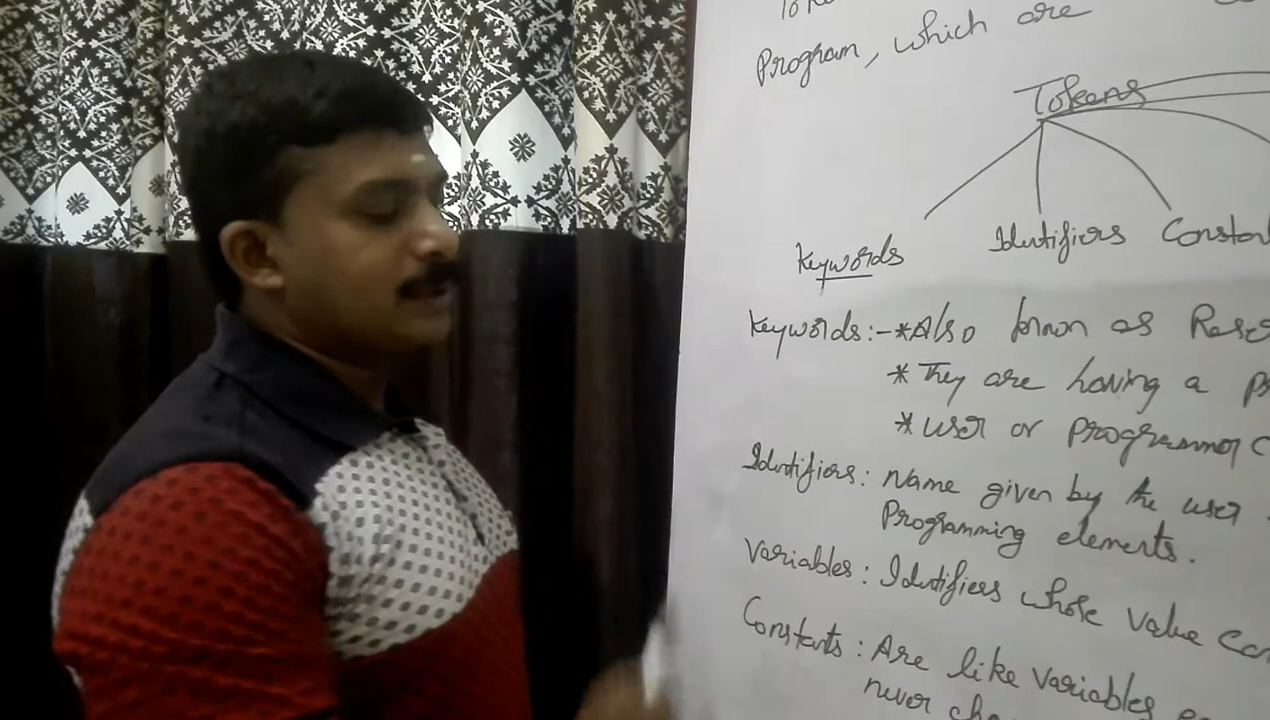 Program, which are
Tokens
Keywords Identifiers
Keywords:- *Also known as
* They are having a
* user or programmer
Identifiers: Name given by the user
Programming elements.
Variables: Identifiers whose value
Constants: Are like variables
never